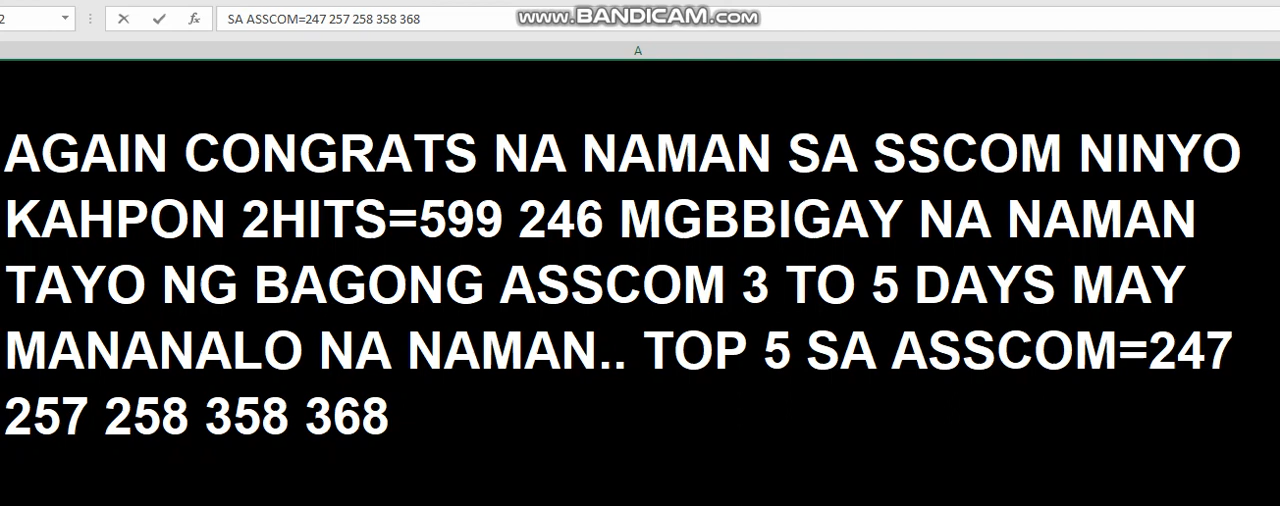 2
fx
SA ASSCOM=247 257 258 358 368
www.BANDICAM.com
A
AGAIN CONGRATS NA NAMAN SA SSCOM NINYO
KAHPON 2HITS=599 246 MGBBIGAY NA NAMAN
TAYO NG BAGONG ASSCOM 3 TO 5 DAYS MAY
MANANALO NA NAMAN.. TOP 5 SA ASSCOM=247
257 258 358 368